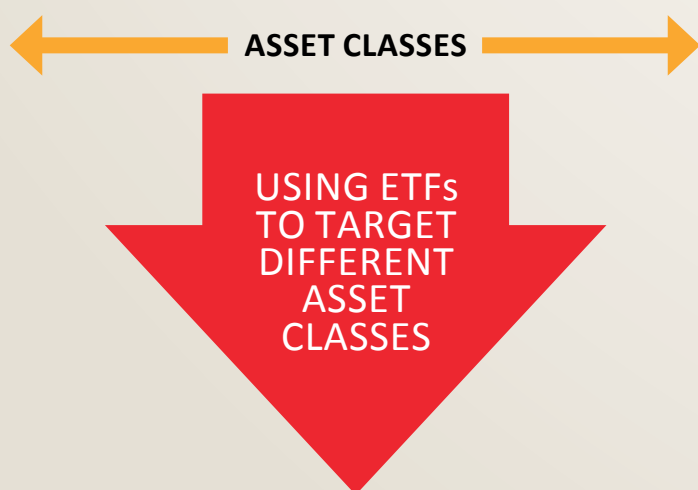 ASSET CLASSES
USING ETFs
TO TARGET
DIFFERENT
ASSET
CLASSES